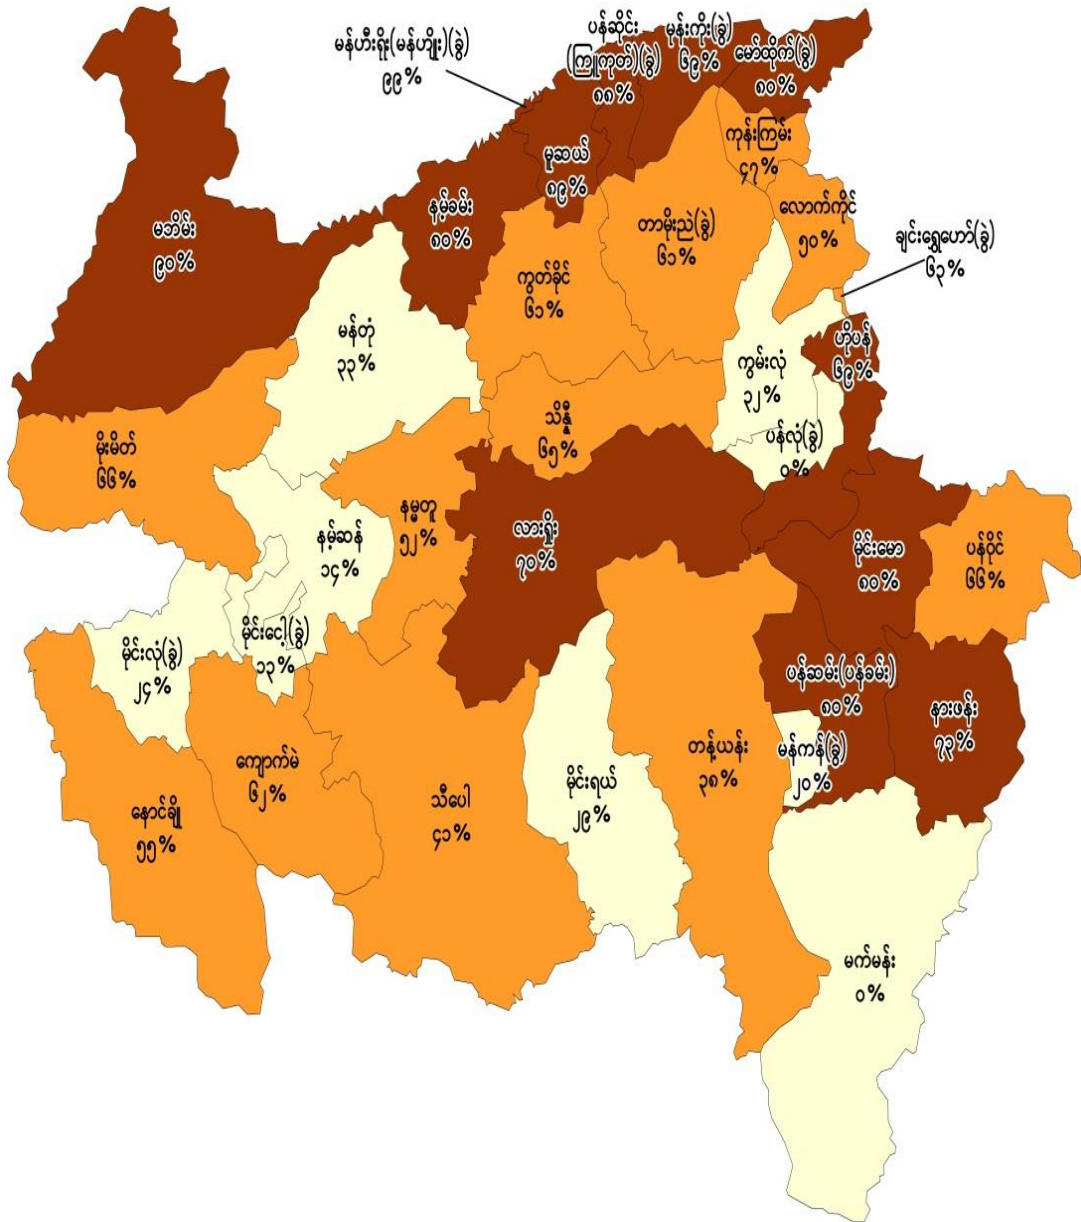 မန်ဟီးရိုး(မန်ဟျိုး)(ခွဲ)
၉၉%
ပန်ဆိုင်း
(ကြူကုတ်)(ခွဲ)
၈၈%
မုန်းကိုး(ခွဲ)
၆၉%
မော်ထိုက်(ခွဲ)
၈၀%
ကုန်းကြမ်း
၄၇%
မူဆယ်
၈၉%
နမ့်ခမ်း
၈၀%
မဘိမ်း
၉၀%
တာမိုးညဲ(ခွဲ)
၆၁%
လောက်ကိုင်
၅၀%
ချင်းရွှေဟော်(ခွဲ)
၆၃%
ကွတ်ခိုင်
၆၁%
မန်တုံ
၃၃%
ဟိုပန်
၆၉%
ကွမ်းလုံ
၃၂%
ပန်လုံ(ခွဲ)
၀%
သိန္နီ
၆၅%
မိုးမိတ်
၆၆%
နမ္မတူ
၅၂%
လားရှိုး
၇၀%
နမ့်ဆန်
၁၄%
မိုင်းမော
၈၀%
ပန်ဝိုင်
၆၆%
မိုင်းငေါ့(ခွဲ)
၁၃%
မိုင်းလုံ(ခွဲ)
၂၄%
ပန်ဆမ်း(ပန်ခမ်း)
၈၀%
နားဖန်း
၇၃%
မန်ကန်(ခွဲ)
၂၀%
တန့်ယန်း
၃၈%
ကျောက်မဲ
၆၂%
မိုင်းရယ်
၂၉%
သီပေါ
၄၁%
နောင်ချို
၅၅%
မက်မန်း
၀%